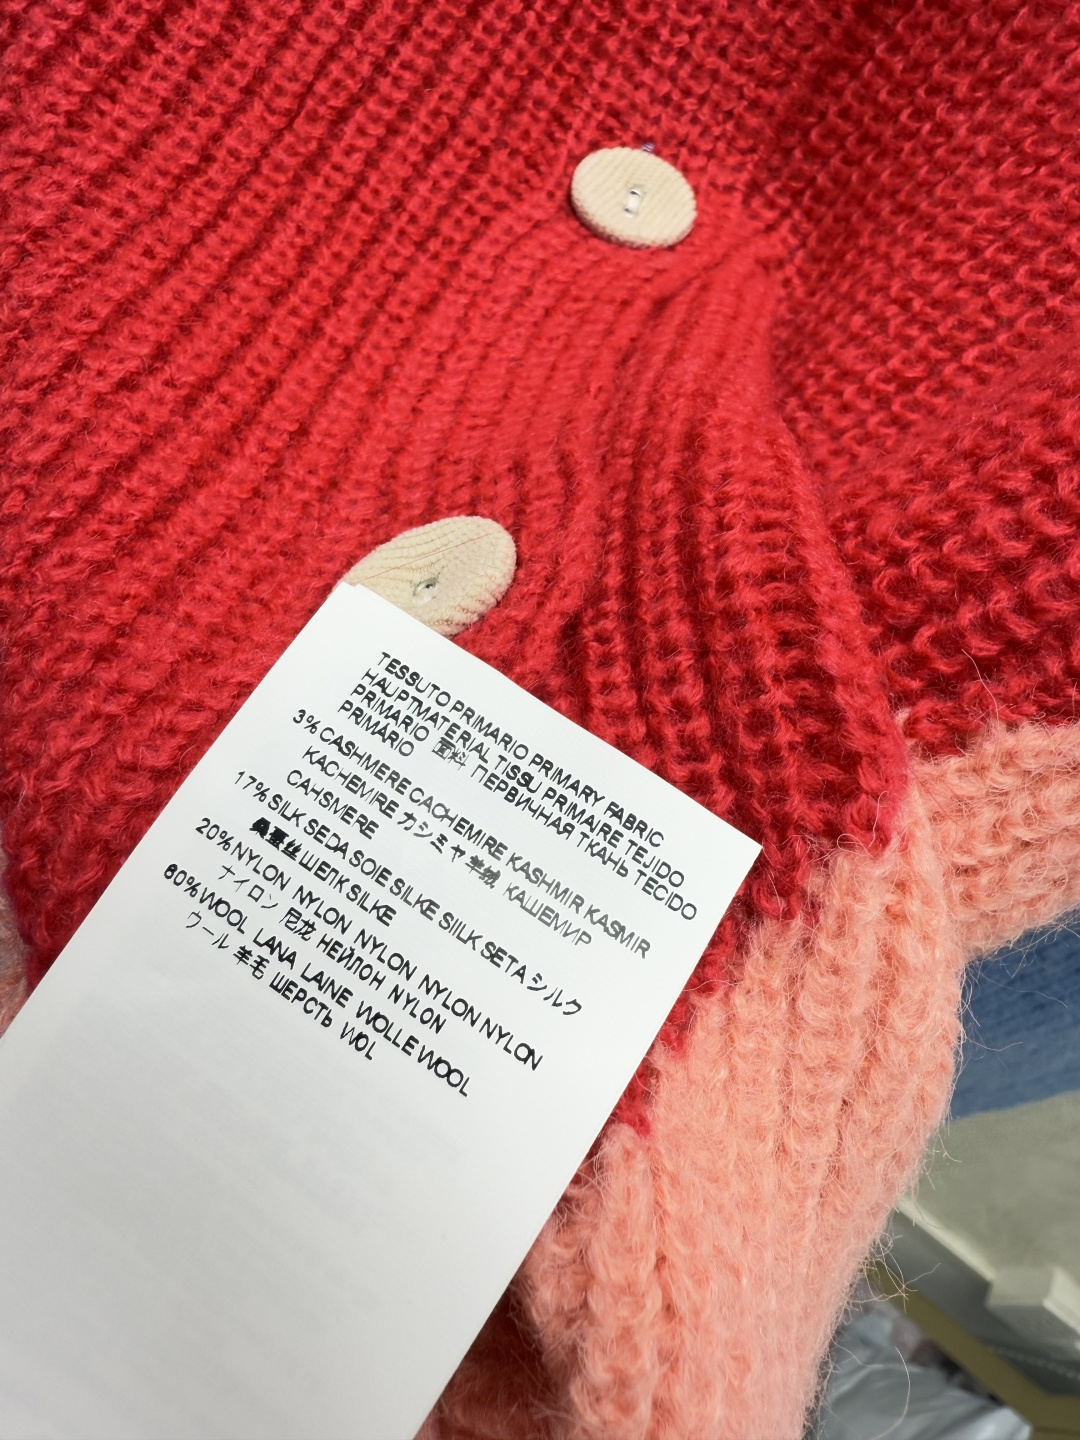 TESSUTO PRIMARIO PRIMARY FABRIC
HAUPTMATERIAL TISSU PRIMAIRE TEJIDO
PRIMARIO 面料 ПЕРВИЧНАЯ ТКАНЬ TECIDO
PRIMÁRIO
3% CASHMERE CACHEMIRE KASHMIR KASMIR
KACHEMIRE カシミヤ 羊绒 КАШЕМИР
CAHSMERE
17% SILK SEDA SOIE SILKE SIILK SETA シルク
桑蚕丝 ШЕПК SILKE
20% NYLON NYLON NYLON NYLON NYLON
ナイロン 尼龙 НЕЙЛОН NYLON
60% WOOL LANA LAINE WOLLE WOOL
ウール 羊毛 ШЕРСТЬ WOL